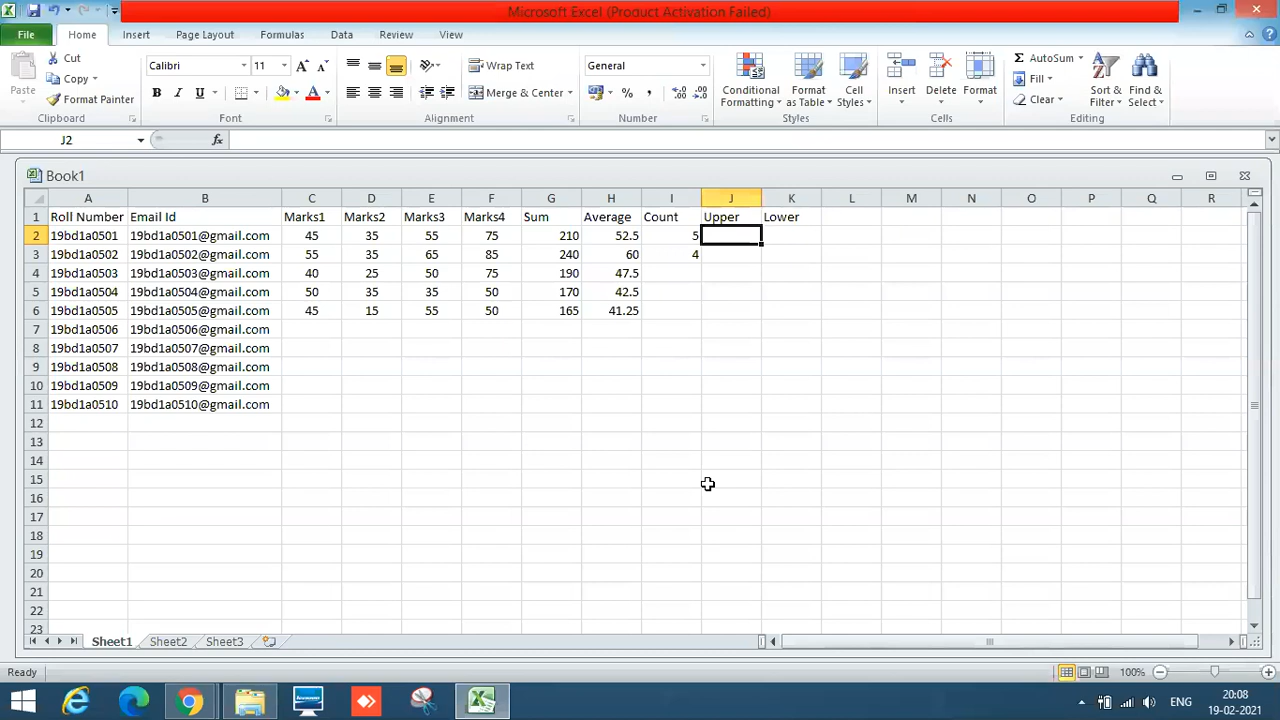 Microsoft Excel (Product Activation Failed)
File Home Insert Page Layout Formulas Data Review View
Cut
Copy
Format Painter
Paste
Clipboard
Calibri 11
B I U A
Font
Wrap Text
Merge & Center
Alignment
General
%
Number
Conditional Formatting
Format as Table
Cell Styles
Styles
Insert Delete Format
Cells
AutoSum
Fill
Clear
Sort & Filter
Find & Select
Editing
J2 fx
Book1
A B C D E F G H I J K L M N O P Q R
1 Roll Number Email Id Marks1 Marks2 Marks3 Marks4 Sum Average Count Upper Lower
2 19bd1a0501 19bd1a0501@gmail.com 45 35 55 75 210 52.5 5
3 19bd1a0502 19bd1a0502@gmail.com 55 35 65 85 240 60 4
4 19bd1a0503 19bd1a0503@gmail.com 40 25 50 75 190 47.5
5 19bd1a0504 19bd1a0504@gmail.com 50 35 35 50 170 42.5
6 19bd1a0505 19bd1a0505@gmail.com 45 15 55 50 165 41.25
7 19bd1a0506 19bd1a0506@gmail.com
8 19bd1a0507 19bd1a0507@gmail.com
9 19bd1a0508 19bd1a0508@gmail.com
10 19bd1a0509 19bd1a0509@gmail.com
11 19bd1a0510 19bd1a0510@gmail.com
12
13
14
15
16
17
18
19
20
21
22
23
Sheet1 Sheet2 Sheet3
Ready 100%
ENG 20:08
19-02-2021